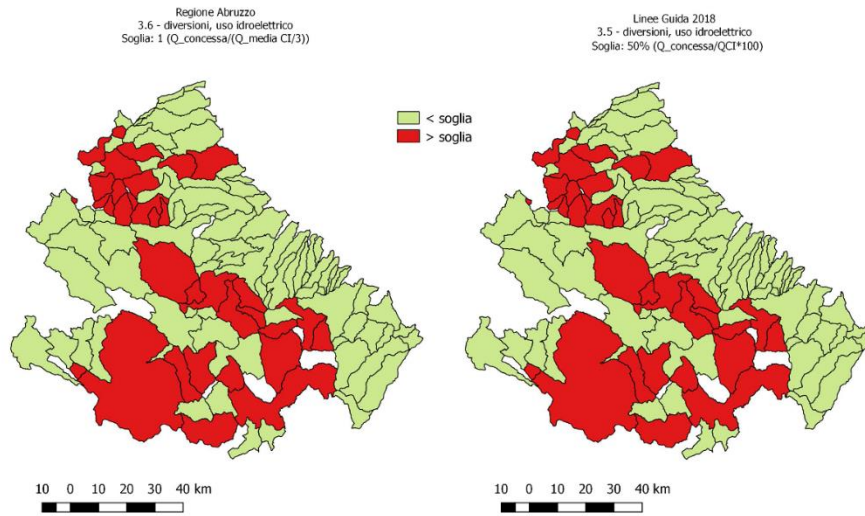 Regione Abruzzo
3.6 - diversioni, uso idroelettrico
Soglia: 1 (Q_concessa/(Q_media CI/3))
Linee Guida 2018
3.5 - diversioni, uso idroelettrico
Soglia: 50% (Q_concessa/QCI*100)
< soglia
> soglia
10 0 10 20 30 40 km
10 0 10 20 30 40 km